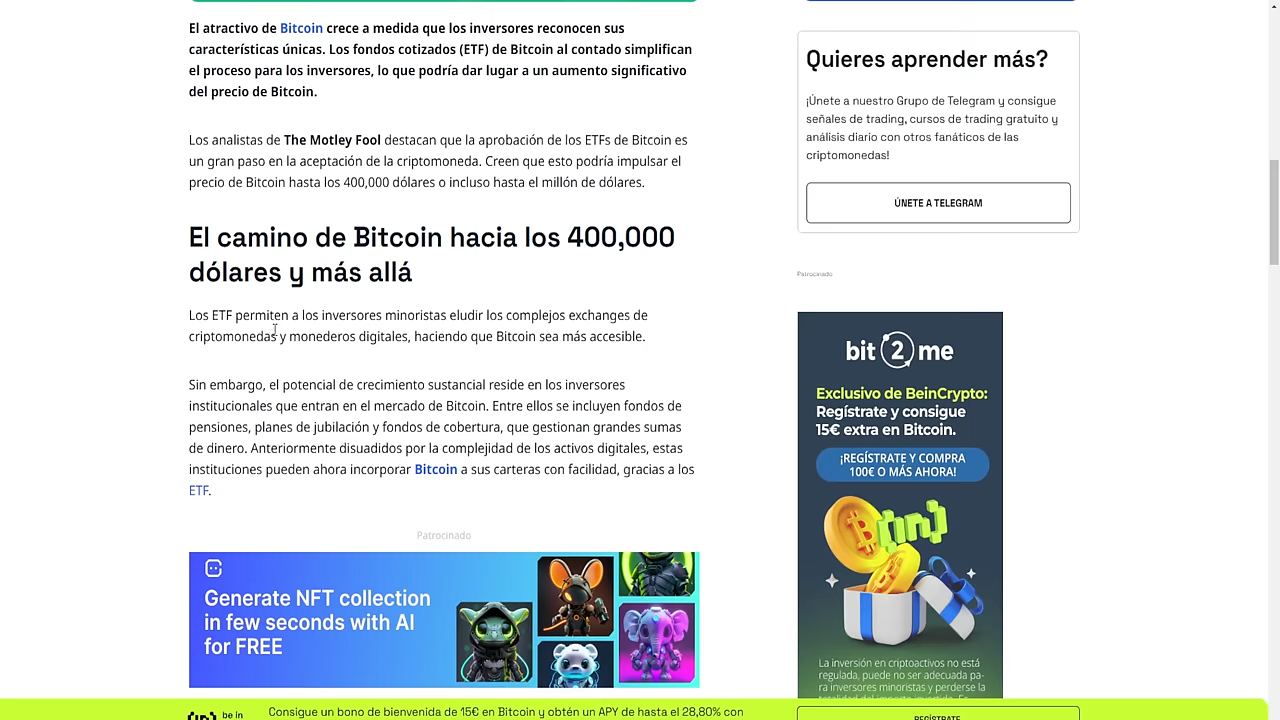 El atractivo de Bitcoin crece a medida que los inversores reconocen sus
características únicas. Los fondos cotizados (ETF) de Bitcoin al contado simplifican
el proceso para los inversores, lo que podría dar lugar a un aumento significativo
del precio de Bitcoin.
Los analistas de The Motley Fool destacan que la aprobación de los ETFs de Bitcoin es
un gran paso en la aceptación de la criptomoneda. Creen que esto podría impulsar el
precio de Bitcoin hasta los 400,000 dólares o incluso hasta el millón de dólares.
El camino de Bitcoin hacia los 400,000
dólares y más allá
Los ETF permiten a los inversores minoristas eludir los complejos exchanges de
criptomonedas y monederos digitales, haciendo que Bitcoin sea más accesible.
Sin embargo, el potencial de crecimiento sustancial reside en los inversores
institucionales que entran en el mercado de Bitcoin. Entre ellos se incluyen fondos de
pensiones, planes de jubilación y fondos de cobertura, que gestionan grandes sumas
de dinero. Anteriormente disuadidos por la complejidad de los activos digitales, estas
instituciones pueden ahora incorporar Bitcoin a sus carteras con facilidad, gracias a los
ETF.
Patrocinado
Generate NFT collection
in few seconds with AI
for FREE
Quieres aprender más?
¡Únete a nuestro Grupo de Telegram y consigue
señales de trading, cursos de trading gratuito y
análisis diario con otros fanáticos de las
criptomonedas!
ÚNETE A TELEGRAM
Patrocinado
bit 2 me
Exclusivo de BeinCrypto:
Regístrate y consigue
15€ extra en Bitcoin.
¡REGÍSTRATE Y COMPRA
100€ O MÁS AHORA!
La inversión en criptoactivos no está
regulada, puede no ser adecuada pa-
ra inversores minoristas y perderse la
be in
Consigue un bono de bienvenida de 15€ en Bitcoin y obtén un APY de hasta el 28,80% con
REGÍSTRATE